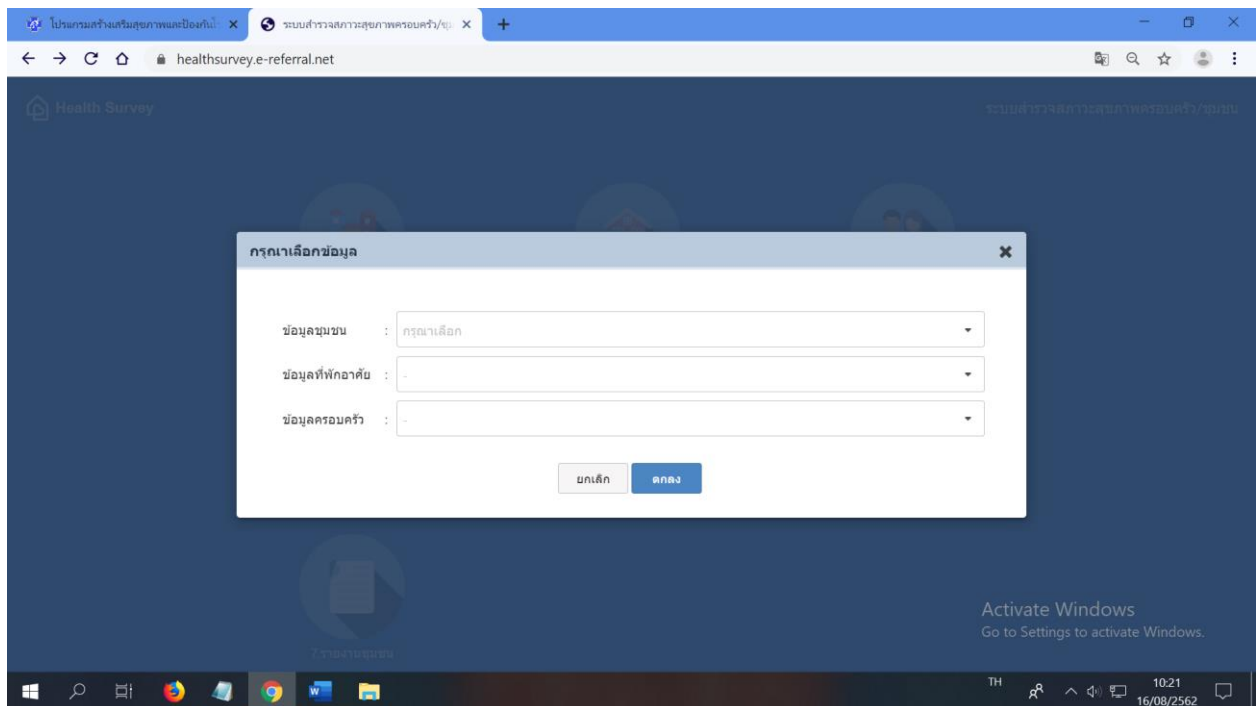 โปรแกรมสร้างเสริมสุขภาพและป้องกันโ
ระบบสำรวจสภาวะสุขภาพครอบครัว/ชุ
healthsurvey.e-referral.net
Health Survey
ระบบสำรวจสภาวะสุขภาพครอบครัว/ชุมชน
กรุณาเลือกข้อมูล
ข้อมูลชุมชน : กรุณาเลือก
ข้อมูลที่พักอาศัย : -
ข้อมูลครอบครัว : -
ยกเลิก ตกลง
7.รายงานชุมชน
Activate Windows
Go to Settings to activate Windows.
TH
10:21
16/08/2562